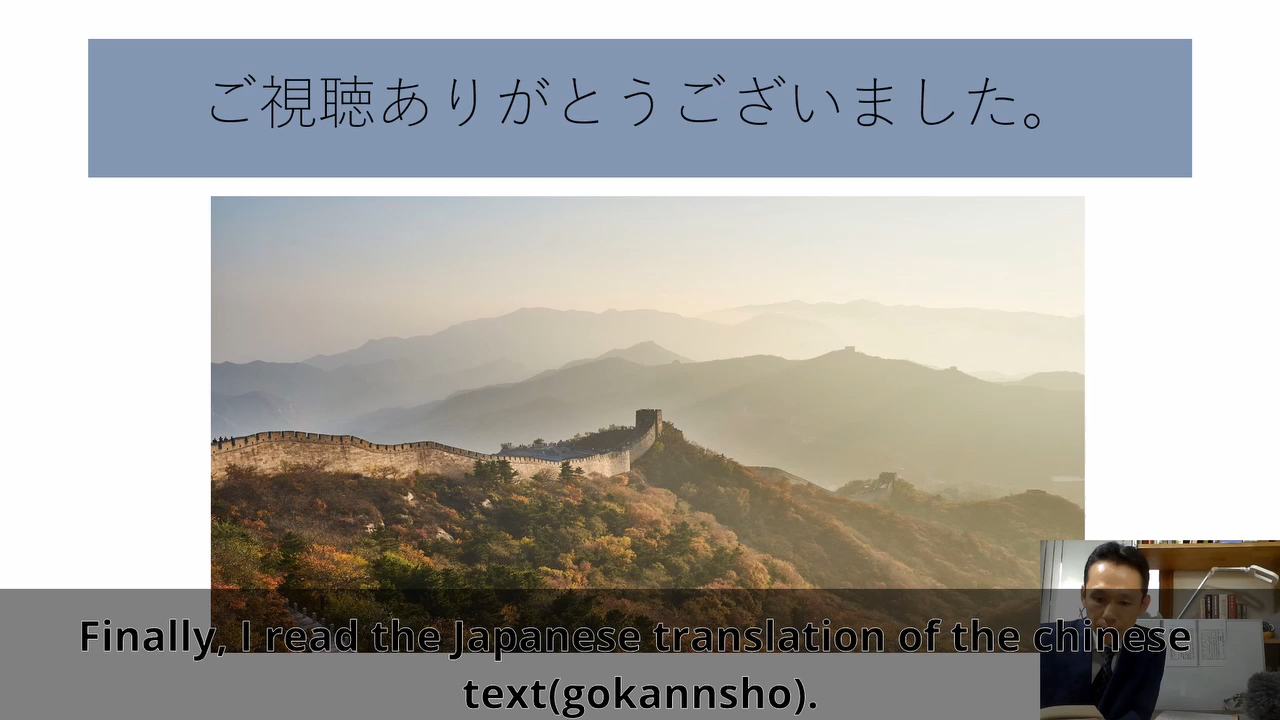 ご視聴ありがとうございました。
Finally, I read the Japanese translation of the chinese
text(gokannsho).